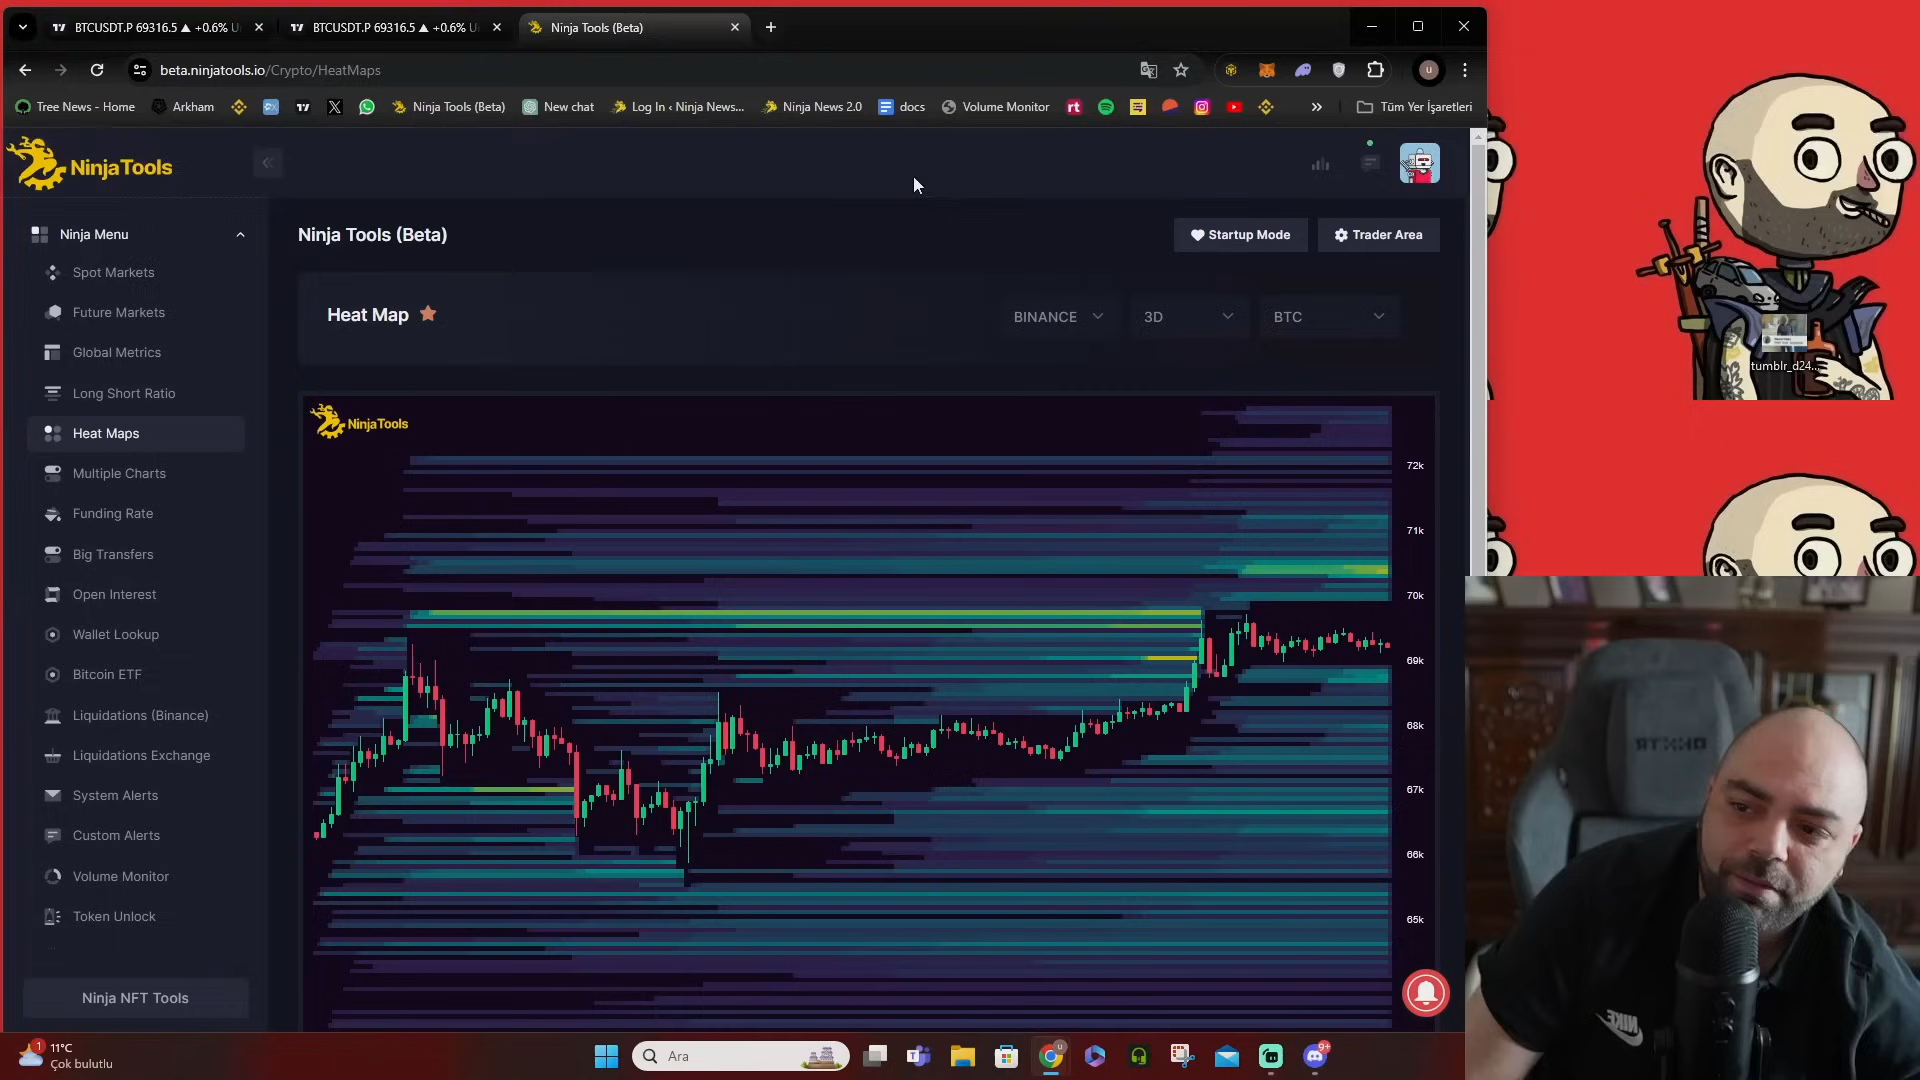 BTCUSDT.P 69316.5 ▲ +0.6% U
BTCUSDT.P 69316.5 ▲ +0.6% U
Ninja Tools (Beta)
beta.ninjatools.io/Crypto/HeatMaps
U
Tree News - Home
Arkham
Ninja Tools (Beta)
New chat
Log In ‹ Ninja News...
Ninja News 2.0
docs
Volume Monitor
rt
»
Tüm Yer İşaretleri
NinjaTools
Ninja Menu
Spot Markets
Future Markets
Global Metrics
Long Short Ratio
Heat Maps
Multiple Charts
Funding Rate
Big Transfers
Open Interest
Wallet Lookup
Bitcoin ETF
Liquidations (Binance)
Liquidations Exchange
System Alerts
Custom Alerts
Volume Monitor
Token Unlock
Ninja NFT Tools
Ninja Tools (Beta)
Startup Mode
Trader Area
Heat Map
BINANCE
3D
BTC
NinjaTools
72k
71k
70k
69k
68k
67k
66k
65k
tumblr_d24...
1
11°C
Çok bulutlu
Ara
9+
NIKE